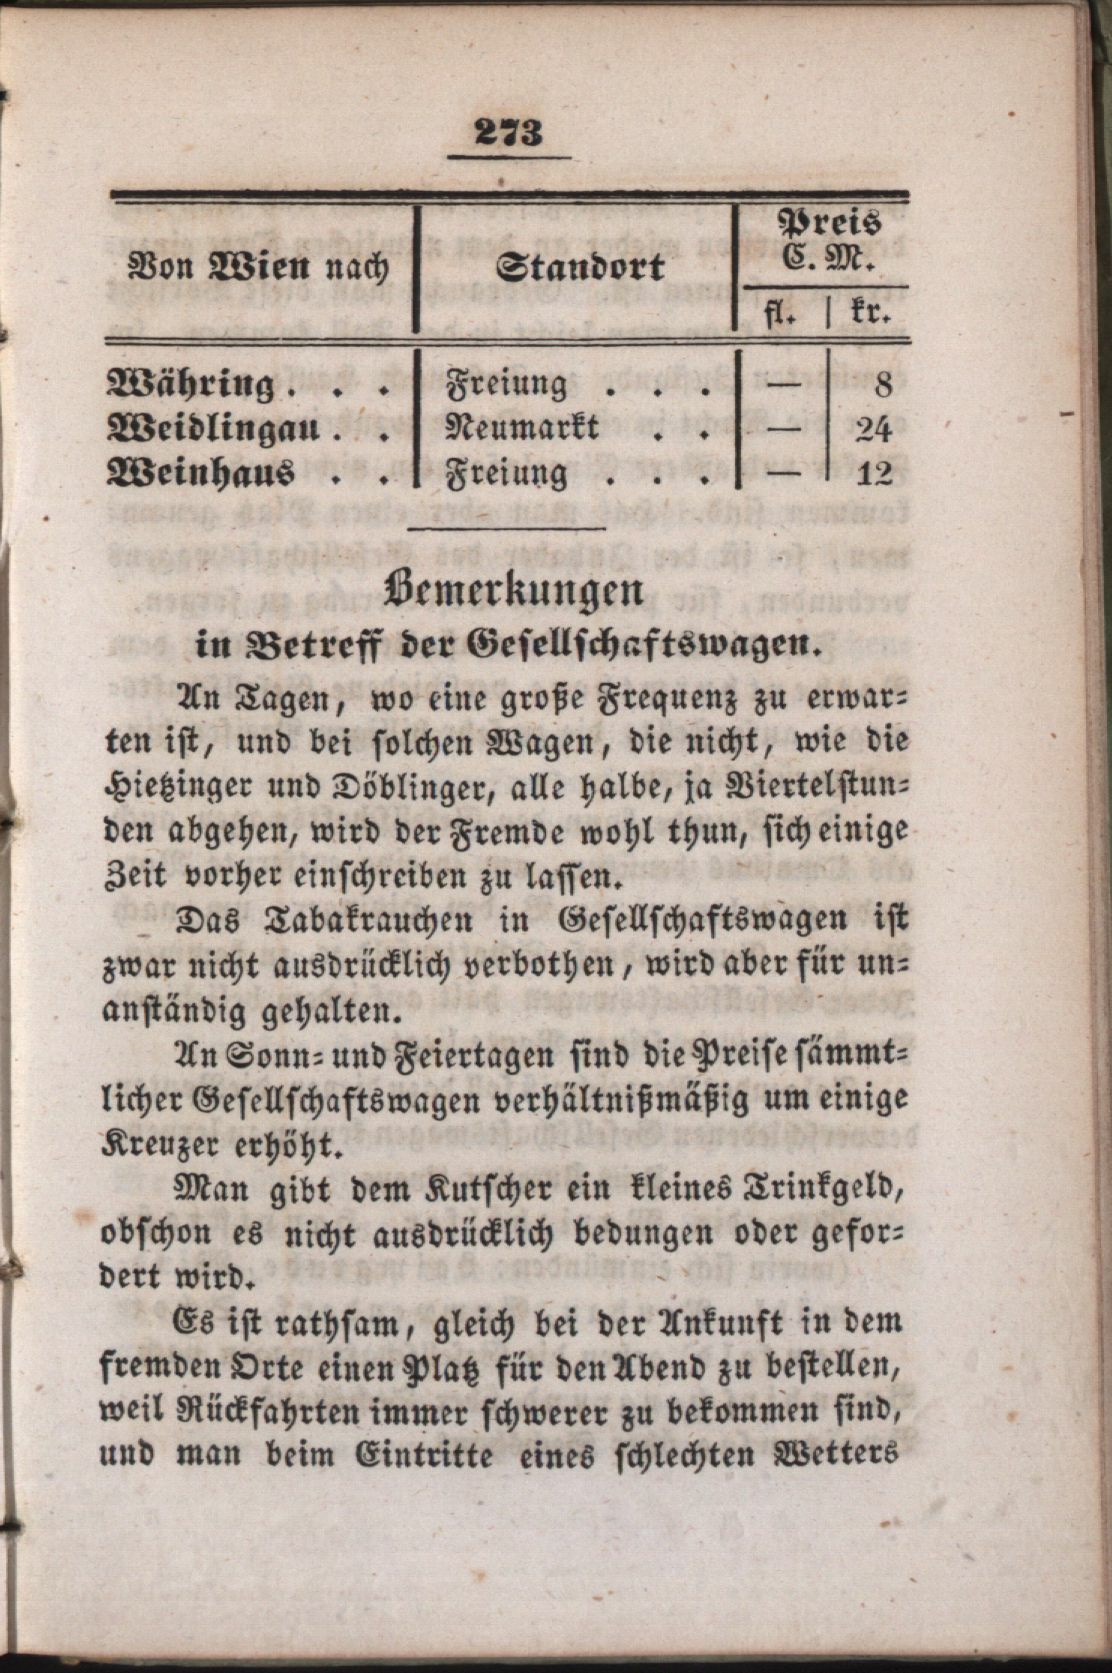 273
Von Wien nach | Standort | Preis C. M.
fl. | kr.
Währing . . . | Freiung . . . | — | 8
Weidlingau . . | Neumarkt . . | — | 24
Weinhaus . . | Freiung . . . | — | 12
Bemerkungen
in Betreff der Gesellschaftswagen.
An Tagen, wo eine große Frequenz zu erwar-
ten ist, und bei solchen Wagen, die nicht, wie die
Hietzinger und Döblinger, alle halbe, ja Viertelstun-
den abgehen, wird der Fremde wohl thun, sich einige
Zeit vorher einschreiben zu lassen.
Das Tabakrauchen in Gesellschaftswagen ist
zwar nicht ausdrücklich verbothen, wird aber für un-
anständig gehalten.
An Sonn- und Feiertagen sind die Preise sämmt-
licher Gesellschaftswagen verhältnißmäßig um einige
Kreuzer erhöht.
Man gibt dem Kutscher ein kleines Trinkgeld,
obschon es nicht ausdrücklich bedungen oder gefor-
dert wird.
Es ist rathsam, gleich bei der Ankunft in dem
fremden Orte einen Platz für den Abend zu bestellen,
weil Rückfahrten immer schwerer zu bekommen sind,
und man beim Eintritte eines schlechten Wetters